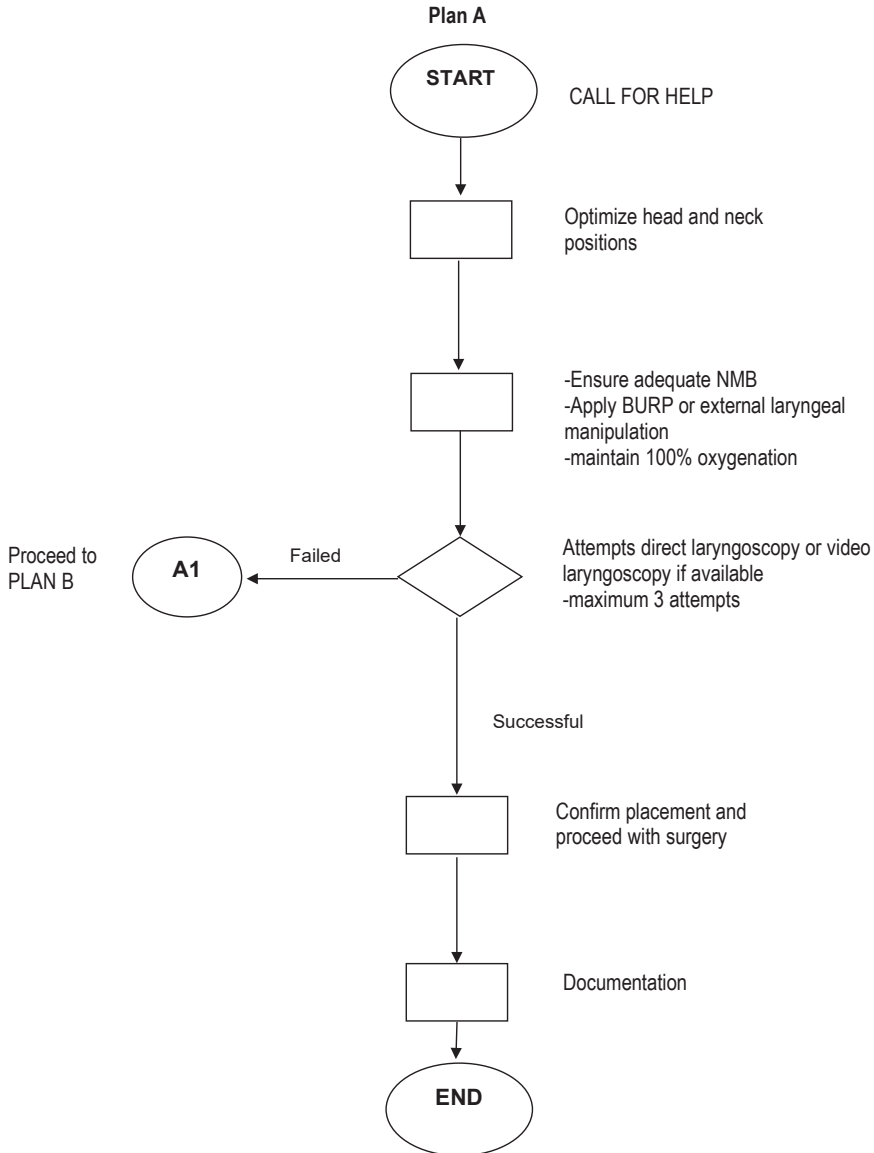 Plan A
START
CALL FOR HELP
Optimize head and neck
positions
-Ensure adequate NMB
-Apply BURP or external laryngeal
manipulation
-maintain 100% oxygenation
Proceed to
PLAN B
A1
Failed
Attempts direct laryngoscopy or video
laryngoscopy if available
-maximum 3 attempts
Successful
Confirm placement and
proceed with surgery
Documentation
END